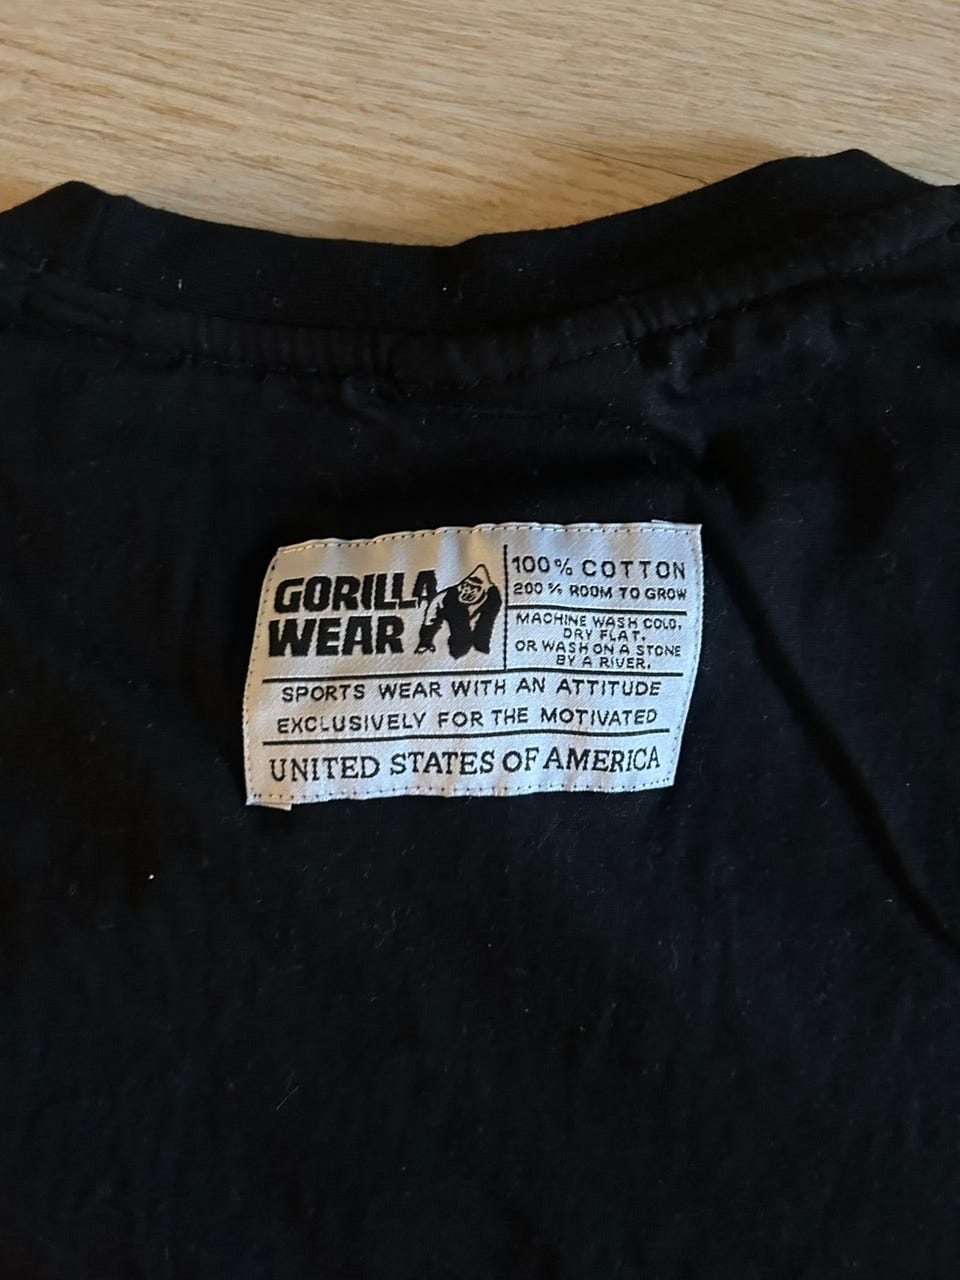 GORILLA
WEAR
100% COTTON
200% ROOM TO GROW
MACHINE WASH COLD,
DRY FLAT,
OR WASH ON A STONE
BY A RIVER.
SPORTS WEAR WITH AN ATTITUDE
EXCLUSIVELY FOR THE MOTIVATED
UNITED STATES OF AMERICA